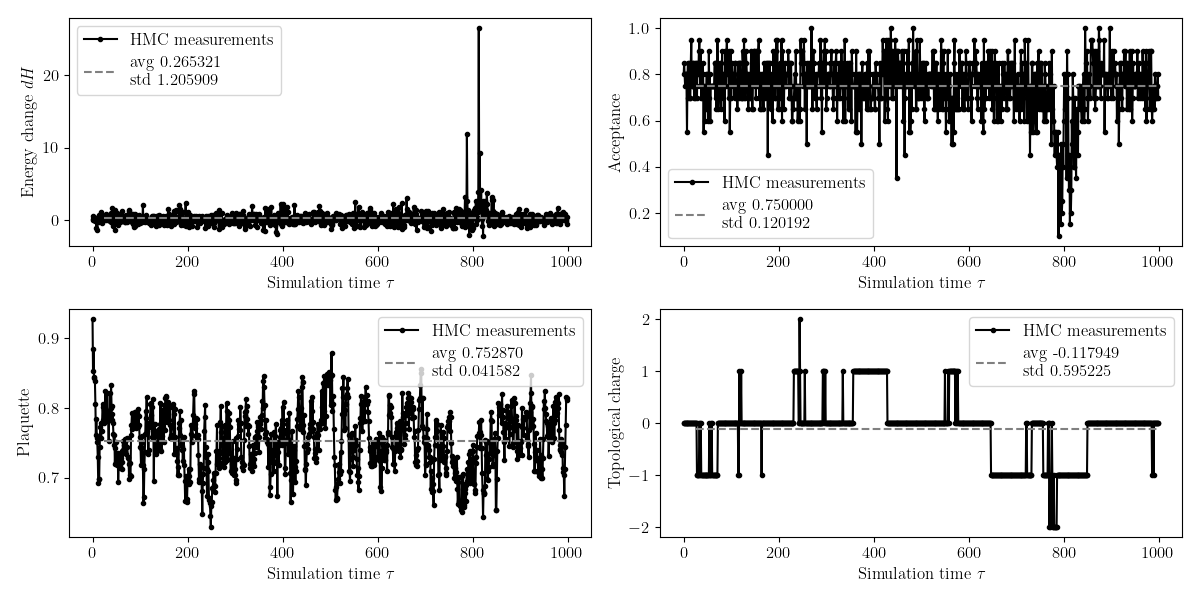 HMC measurements
avg 0.265321
std 1.205909
Energy change dH
20
10
0
0 200 400 600 800 1000
Simulation time τ
HMC measurements
avg 0.750000
std 0.120192
Acceptance
1.0
0.8
0.6
0.4
0.2
0 200 400 600 800 1000
Simulation time τ
HMC measurements
avg 0.752870
std 0.041582
Plaquette
0.9
0.8
0.7
0 200 400 600 800 1000
Simulation time τ
HMC measurements
avg -0.117949
std 0.595225
Topological charge
2
1
0
−1
−2
0 200 400 600 800 1000
Simulation time τ